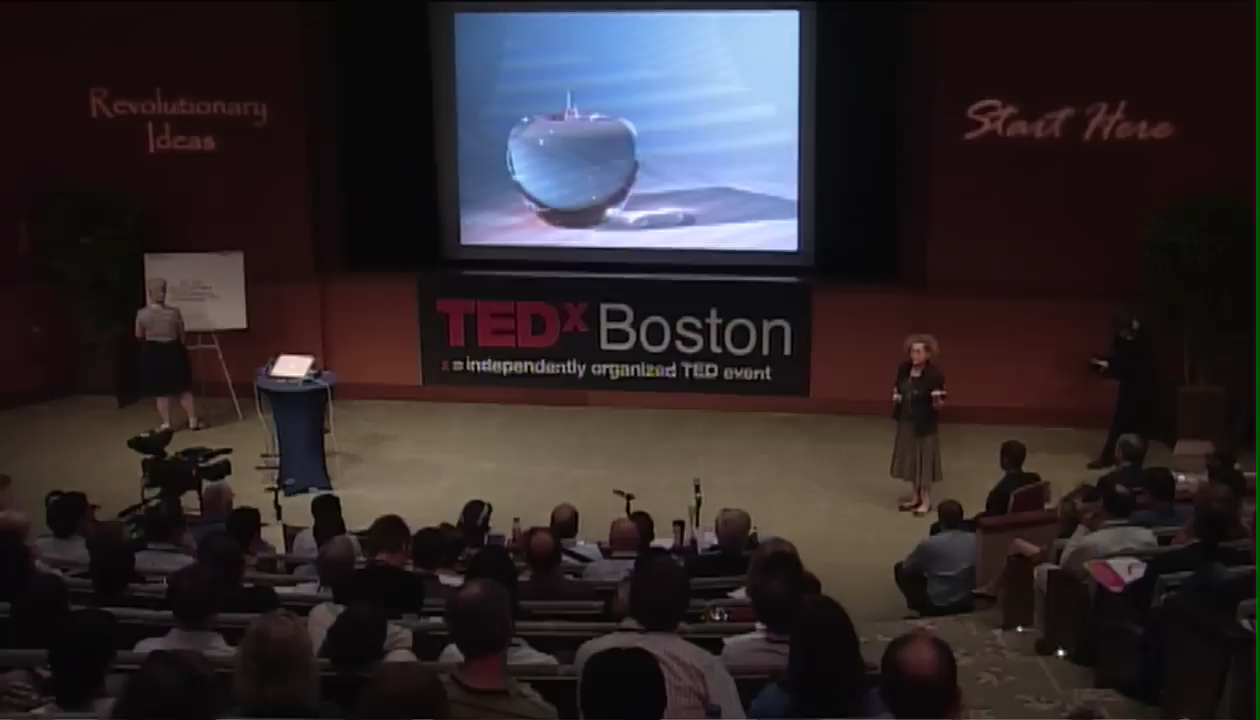 Revolutionary
Ideas
Start Here
TEDx Boston
independently organized TED event